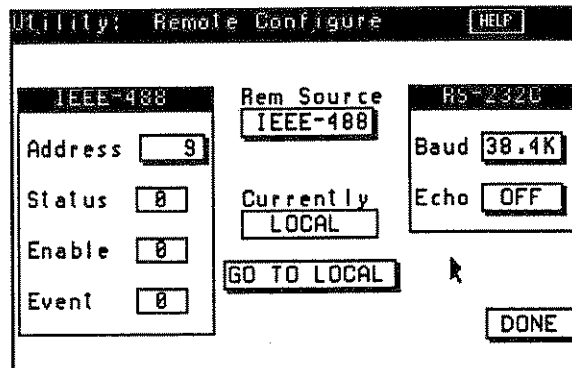 Utility: Remote Configure HELP
IEEE-488
Address 9
Status 0
Enable 0
Event 0
Rem Source
IEEE-488
Currently
LOCAL
GO TO LOCAL
RS-232C
Baud 38.4K
Echo OFF
DONE